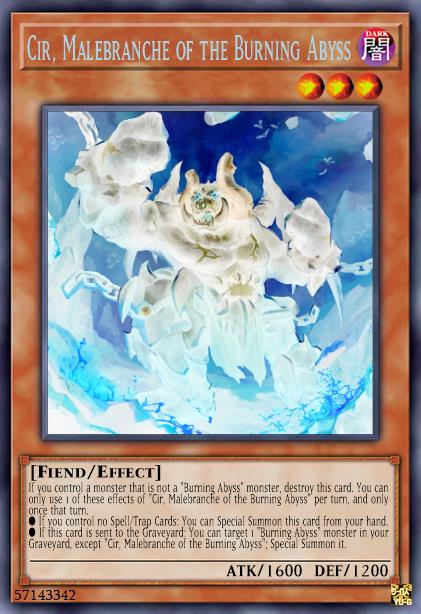 Cir, Malebranche of the Burning Abyss
DARK
闇
[Fiend/Effect]
If you control a monster that is not a "Burning Abyss" monster, destroy this card. You can
only use 1 of these effects of "Cir, Malebranche of the Burning Abyss" per turn, and only
once that turn.
● If you control no Spell/Trap Cards: You can Special Summon this card from your hand.
● If this card is sent to the Graveyard: You can target 1 "Burning Abyss" monster in your
Graveyard, except "Cir, Malebranche of the Burning Abyss"; Special Summon it.
ATK/1600 DEF/1200
57143342